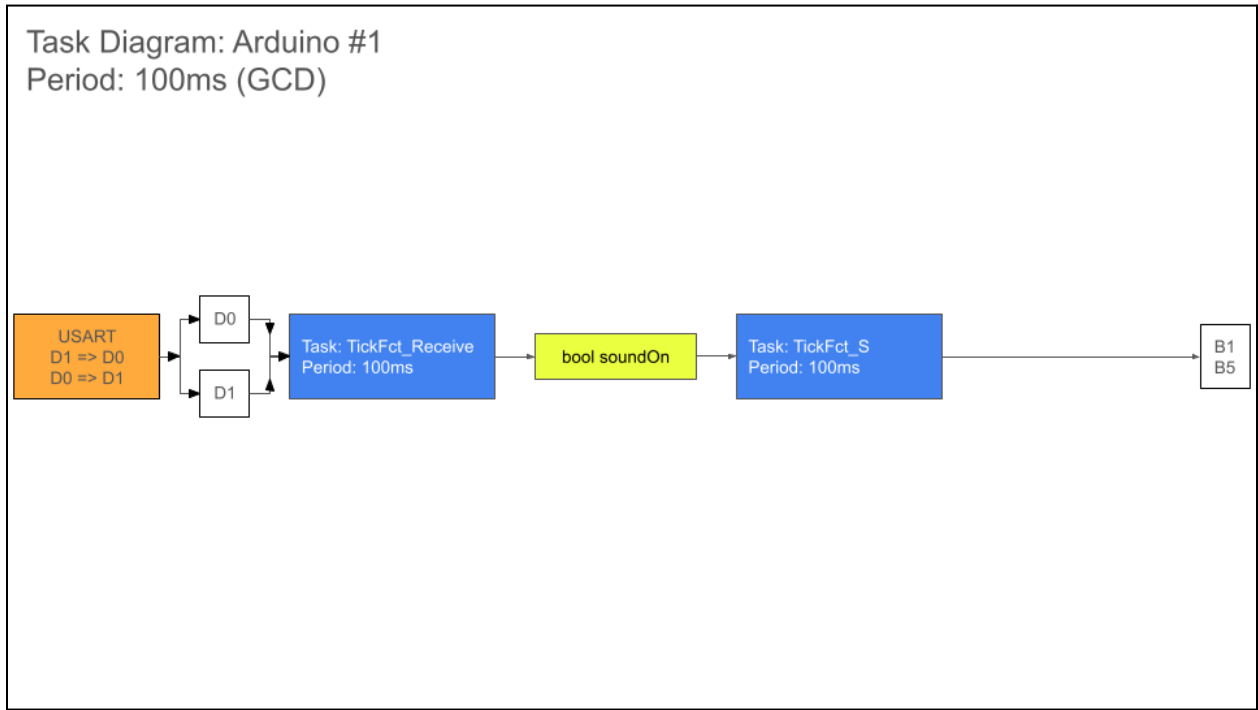 Task Diagram: Arduino #1
Period: 100ms (GCD)
USART
D1 => D0
D0 => D1
D0
D1
Task: TickFct_Receive
Period: 100ms
bool soundOn
Task: TickFct_S
Period: 100ms
B1
B5